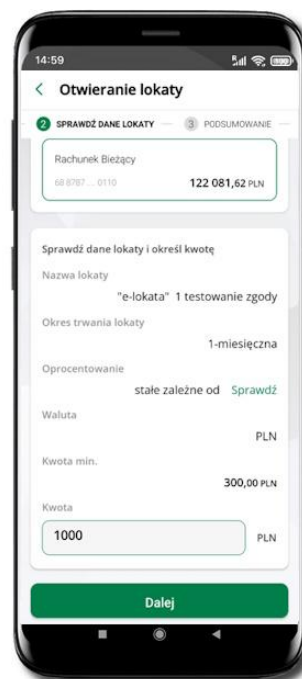 14:59
Otwieranie lokaty
2 SPRAWDŹ DANE LOKATY 3 PODSUMOWANIE
Rachunek Bieżący
68 8787 . . 0110 122 081,62 PLN
Sprawdź dane lokaty i określ kwotę
Nazwa lokaty
"e-lokata" 1 testowanie zgody
Okres trwania lokaty
1-miesięczna
Oprocentowanie
stałe zależne od Sprawdź
Waluta
PLN
Kwota min.
300,00 PLN
Kwota
1000 PLN
Dalej